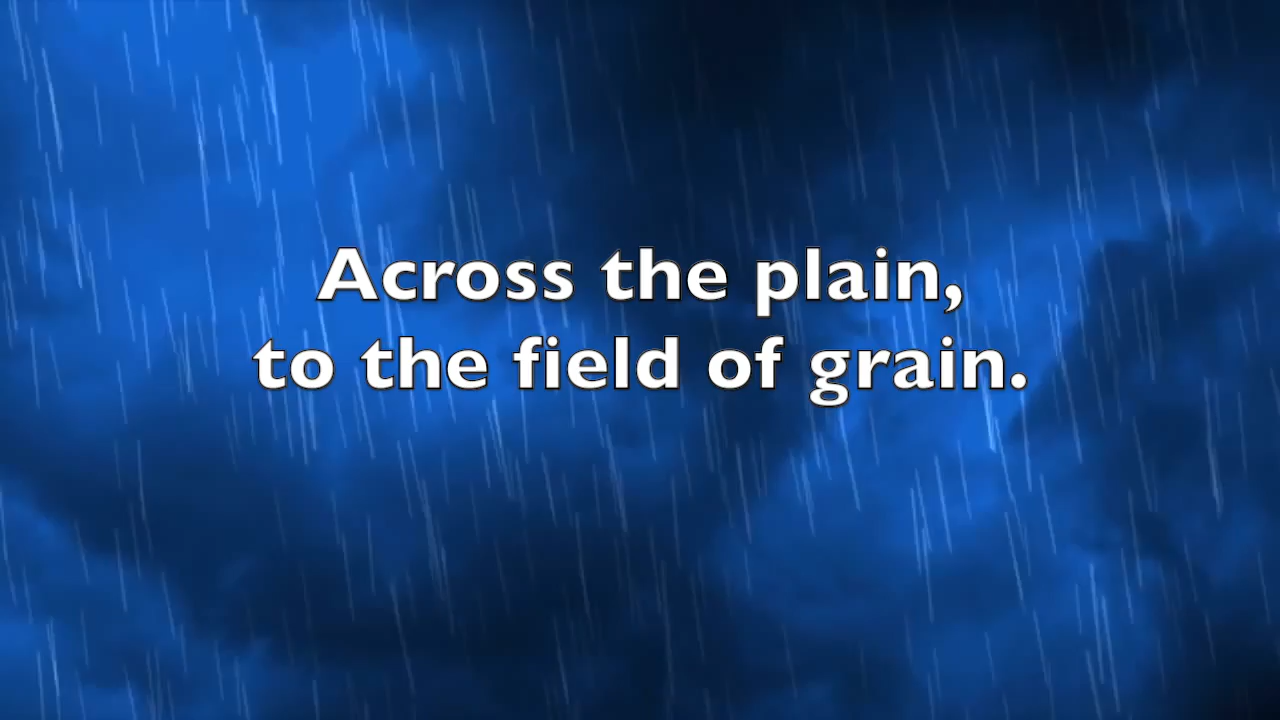 Across the plain,
to the field of grain.